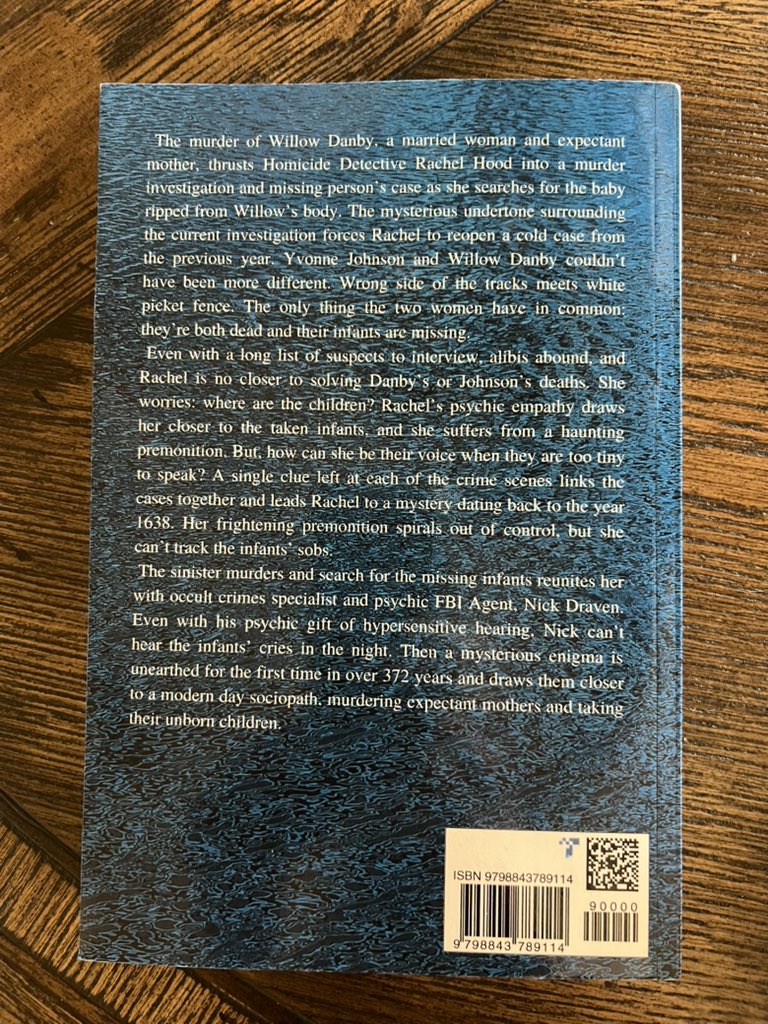 The murder of Willow Danby, a married woman and expectant
mother, thrusts Homicide Detective Rachel Hood into a murder
investigation and missing person's case as she searches for the baby
ripped from Willow's body. The mysterious undertone surrounding
the current investigation forces Rachel to reopen a cold case from
the previous year. Yvonne Johnson and Willow Danby couldn't
have been more different. Wrong side of the tracks meets white
picket fence. The only thing the two women have in common:
they're both dead and their infants are missing.
Even with a long list of suspects to interview, alibis abound, and
Rachel is no closer to solving Danby's or Johnson's deaths. She
worries: where are the children? Rachel's psychic empathy draws
her closer to the taken infants, and she suffers from a haunting
premonition. But, how can she be their voice when they are too tiny
to speak? A single clue left at each of the crime scenes links the
cases together and leads Rachel to a mystery dating back to the year
1638. Her frightening premonition spirals out of control, but she
can't track the infants' sobs.
The sinister murders and search for the missing infants reunites her
with occult crimes specialist and psychic FBI Agent, Nick Draven.
Even with his psychic gift of hypersensitive hearing, Nick can't
hear the infants' cries in the night. Then a mysterious enigma is
unearthed for the first time in over 372 years and draws them closer
to a modern day sociopath, murdering expectant mothers and taking
their unborn children.
ISBN 9798843789114
90000
9 798843 789114